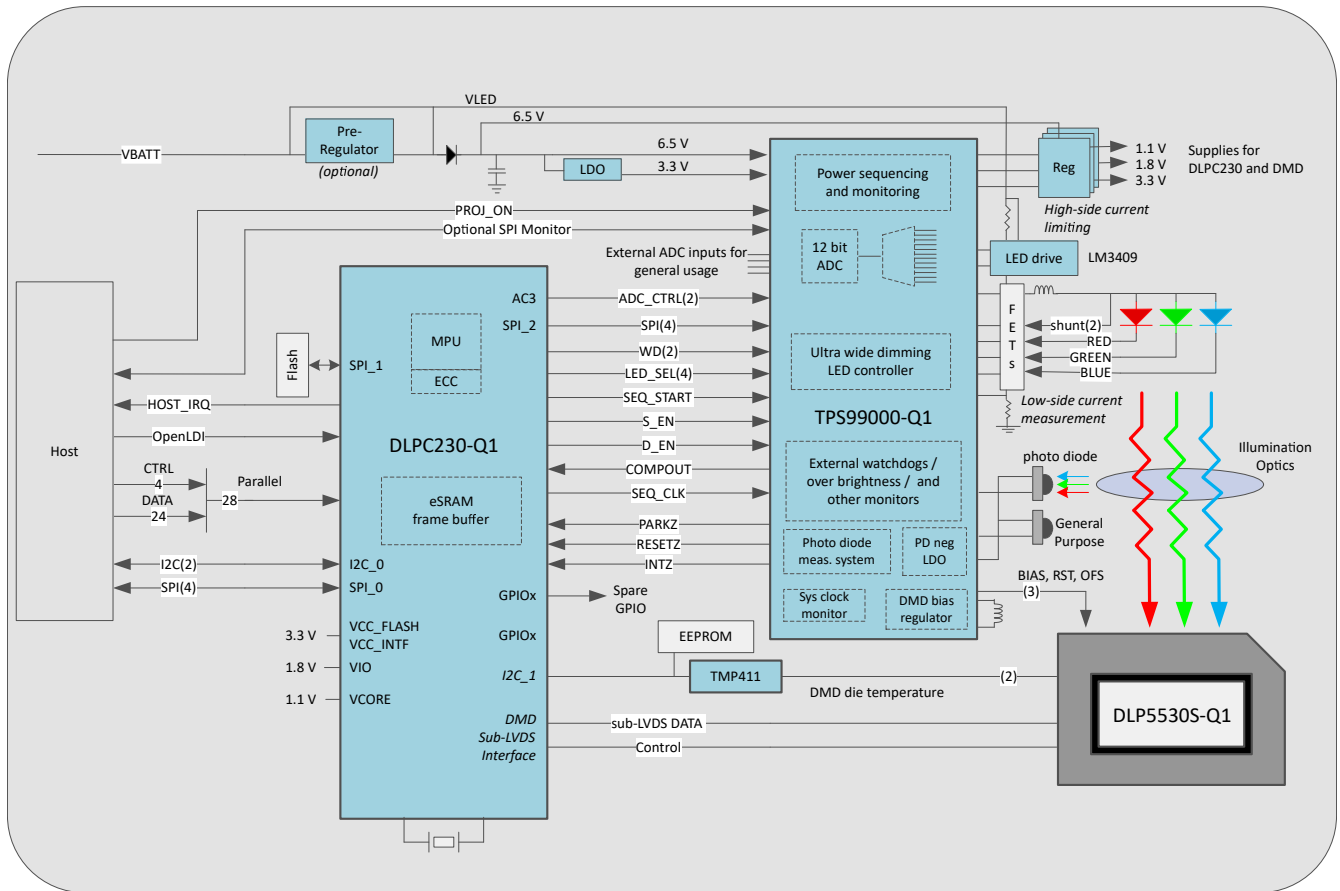 VLED
6.5 V
Pre-
Regulator
(optional)
VBATT
6.5 V
LDO
3.3 V
Power sequencing
and monitoring
Reg
1.1 V
1.8 V
3.3 V
Supplies for
DLPC230 and DMD
High-side current
limiting
PROJ_ON
Optional SPI Monitor
External ADC inputs for
general usage
12 bit
ADC
LED drive
LM3409
Host
AC3
ADC_CTRL(2)
SPI_2
SPI(4)
MPU
ECC
WD(2)
LED_SEL(4)
SEQ_START
S_EN
D_EN
COMPOUT
SEQ_CLK
PARKZ
RESETZ
INTZ
Flash
SPI_1
HOST_IRQ
OpenLDI
CTRL
4
DATA
24
Parallel
28
I2C(2)
SPI(4)
I2C_0
SPI_0
DLPC230-Q1
eSRAM
frame buffer
Ultra wide dimming
LED controller
TPS99000-Q1
External watchdogs /
over brightness / and
other monitors
Photo diode
meas. system
PD neg
LDO
Sys clock
monitor
DMD bias
regulator
F
E
T
s
shunt(2)
RED
GREEN
BLUE
Low-side current
measurement
photo diode
Illumination
Optics
General
Purpose
BIAS, RST, OFS
(3)
GPIOx
Spare
GPIO
3.3 V
VCC_FLASH
VCC_INTF
GPIOx
1.8 V
VIO
1.1 V
VCORE
EEPROM
I2C_1
TMP411
DMD die temperature
(2)
DMD
Sub-LVDS
Interface
sub-LVDS DATA
Control
DLP5530S-Q1